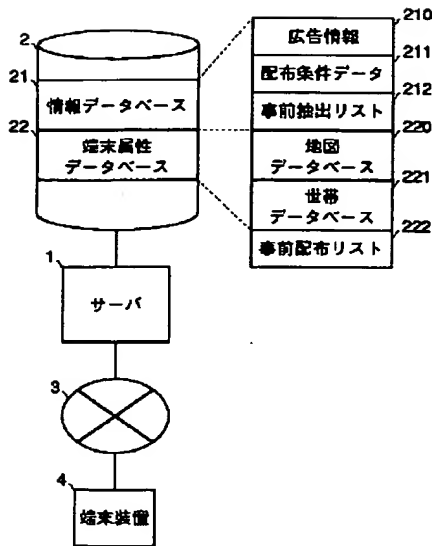 2
21
情報データベース
22
端末属性
データベース
210
広告情報
211
配布条件データ
212
事前抽出リスト
220
地図
データベース
221
世帯
データベース
222
事前配布リスト
1
サーバ
3
4
端末装置